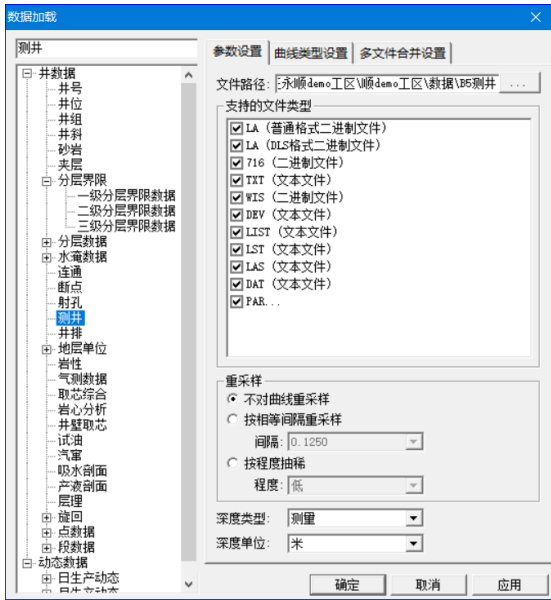 数据加载
测井
井数据
井号
井位
井组
井斜
砂岩
夹层
分层界限
一级分层界限数据
二级分层界限数据
三级分层界限数据
分层数据
水淹数据
连通
断点
射孔
测井
井排
地层单位
岩性
气测数据
取芯综合
岩心分析
井壁取芯
试油
汽窜
吸水剖面
产液剖面
层理
旋回
点数据
段数据
动态数据
日生产动态
参数设置 曲线类型设置 多文件合并设置
文件路径: 永顺demo工区\顺demo工区\数据\B5测井 ...
支持的文件类型
LA (普通格式二进制文件)
LA (DLS格式二进制文件)
716 (二进制文件)
TXT (文本文件)
WIS (二进制文件)
DEV (文本文件)
LIST (文本文件)
LST (文本文件)
LAS (文本文件)
DAT (文本文件)
PAR...
重采样
不对曲线重采样
按相等间隔重采样
间隔: 0.1250
按程度抽稀
程度: 低
深度类型: 测量
深度单位: 米
确定 取消 应用